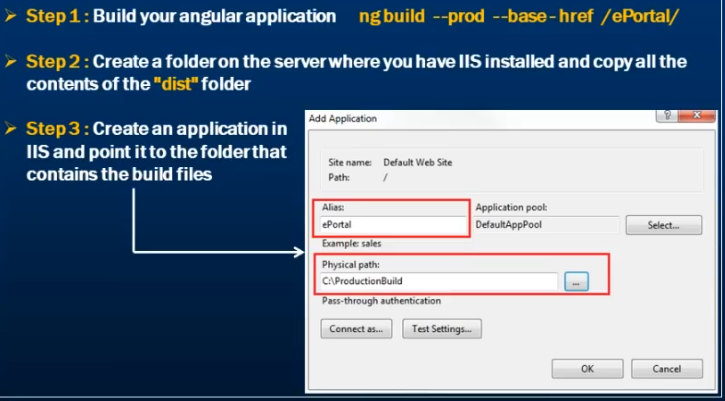 Step 1 : Build your angular application ng build --prod --base-href /ePortal/
Step 2 : Create a folder on the server where you have IIS installed and copy all the
contents of the "dist" folder
Step 3 : Create an application in
IIS and point it to the folder that
contains the build files
Add Application
Site name: Default Web Site
Path: /
Alias: Application pool:
ePortal DefaultAppPool Select...
Example: sales
Physical path:
C:\ProductionBuild ...
Pass-through authentication
Connect as... Test Settings...
OK Cancel